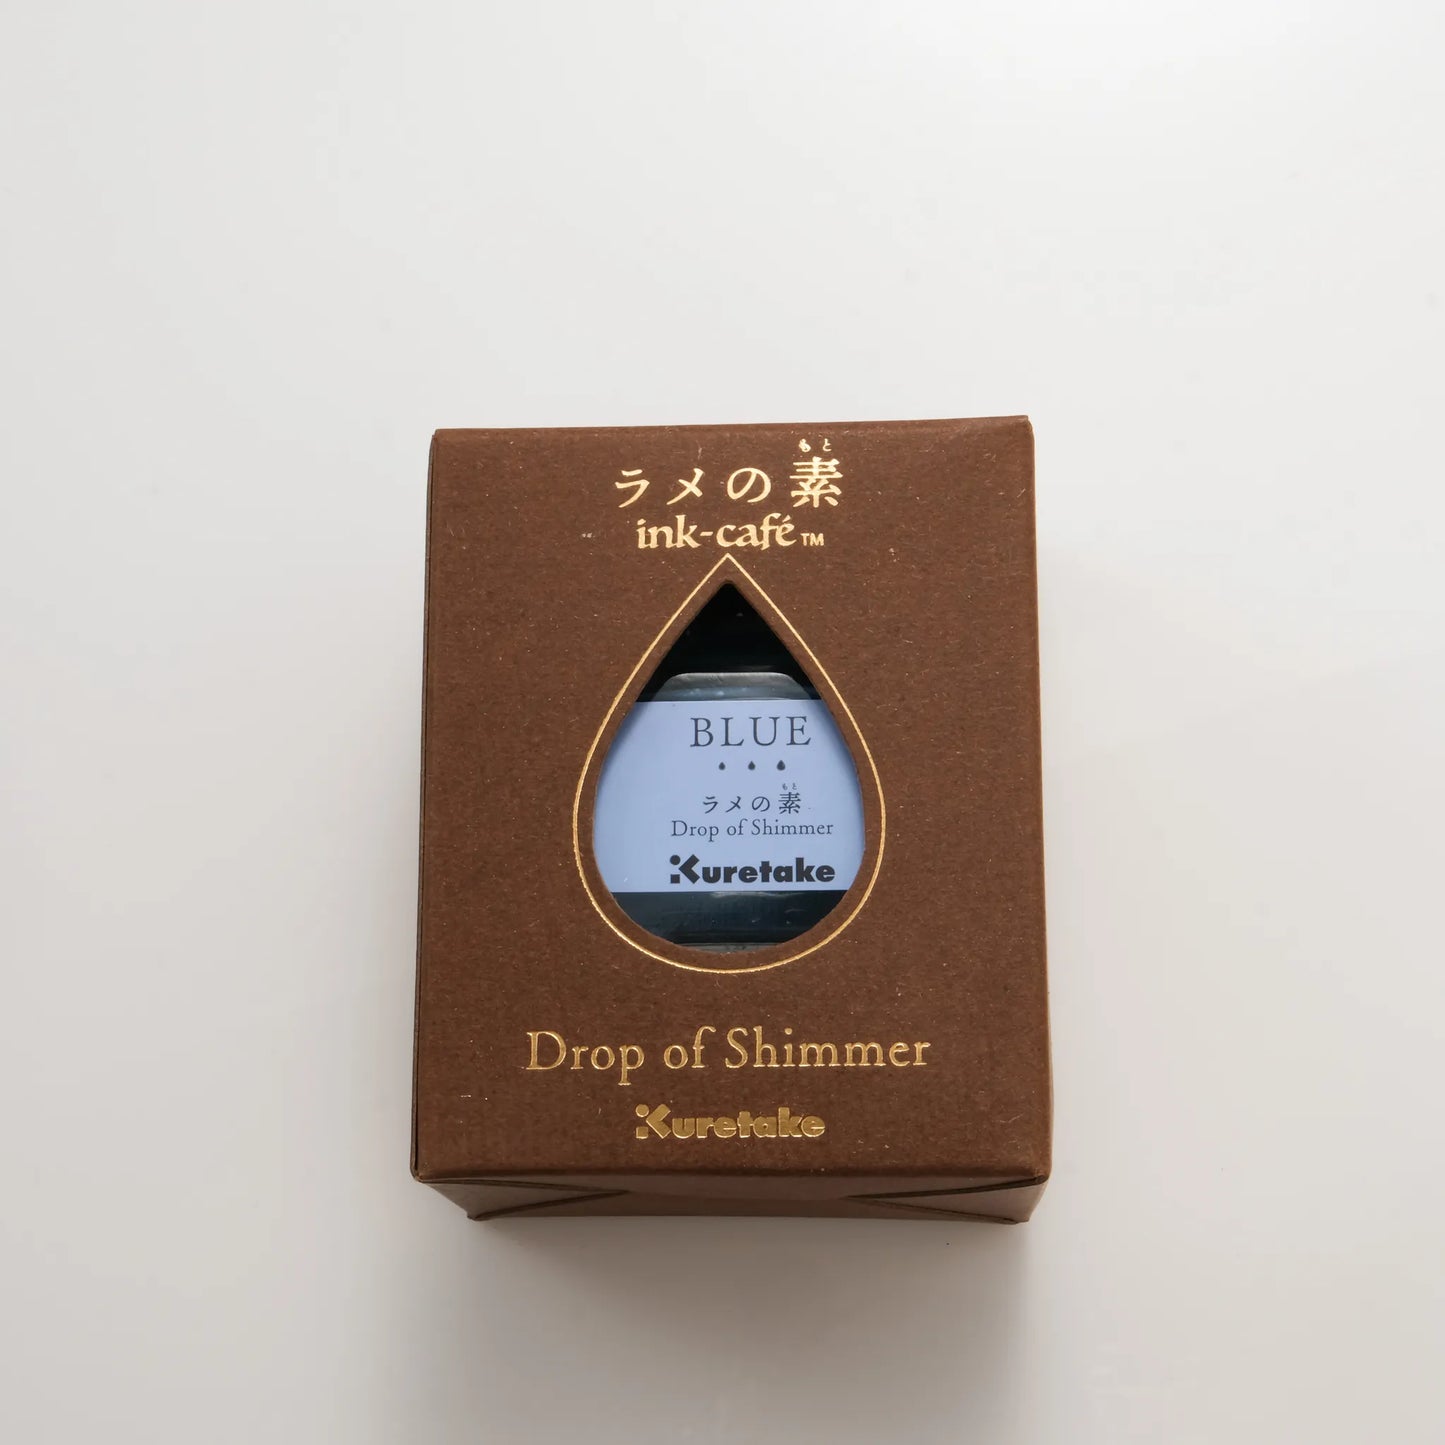 もと
ラメの素
ink-café™
BLUE
もと
ラメの素
Drop of Shimmer
Kuretake
Drop of Shimmer
Kuretake